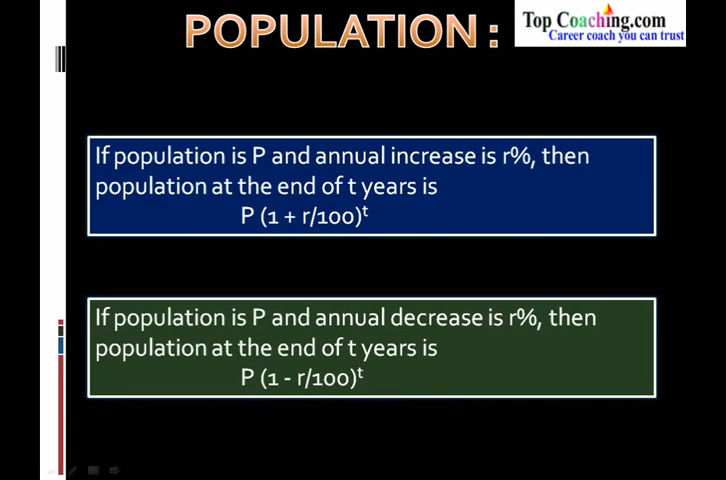 POPULATION :
Top Coaching.com
Career coach you can trust
If population is P and annual increase is r%, then
population at the end of t years is
P (1 + r/100)ᵗ
If population is P and annual decrease is r%, then
population at the end of t years is
P (1 - r/100)ᵗ